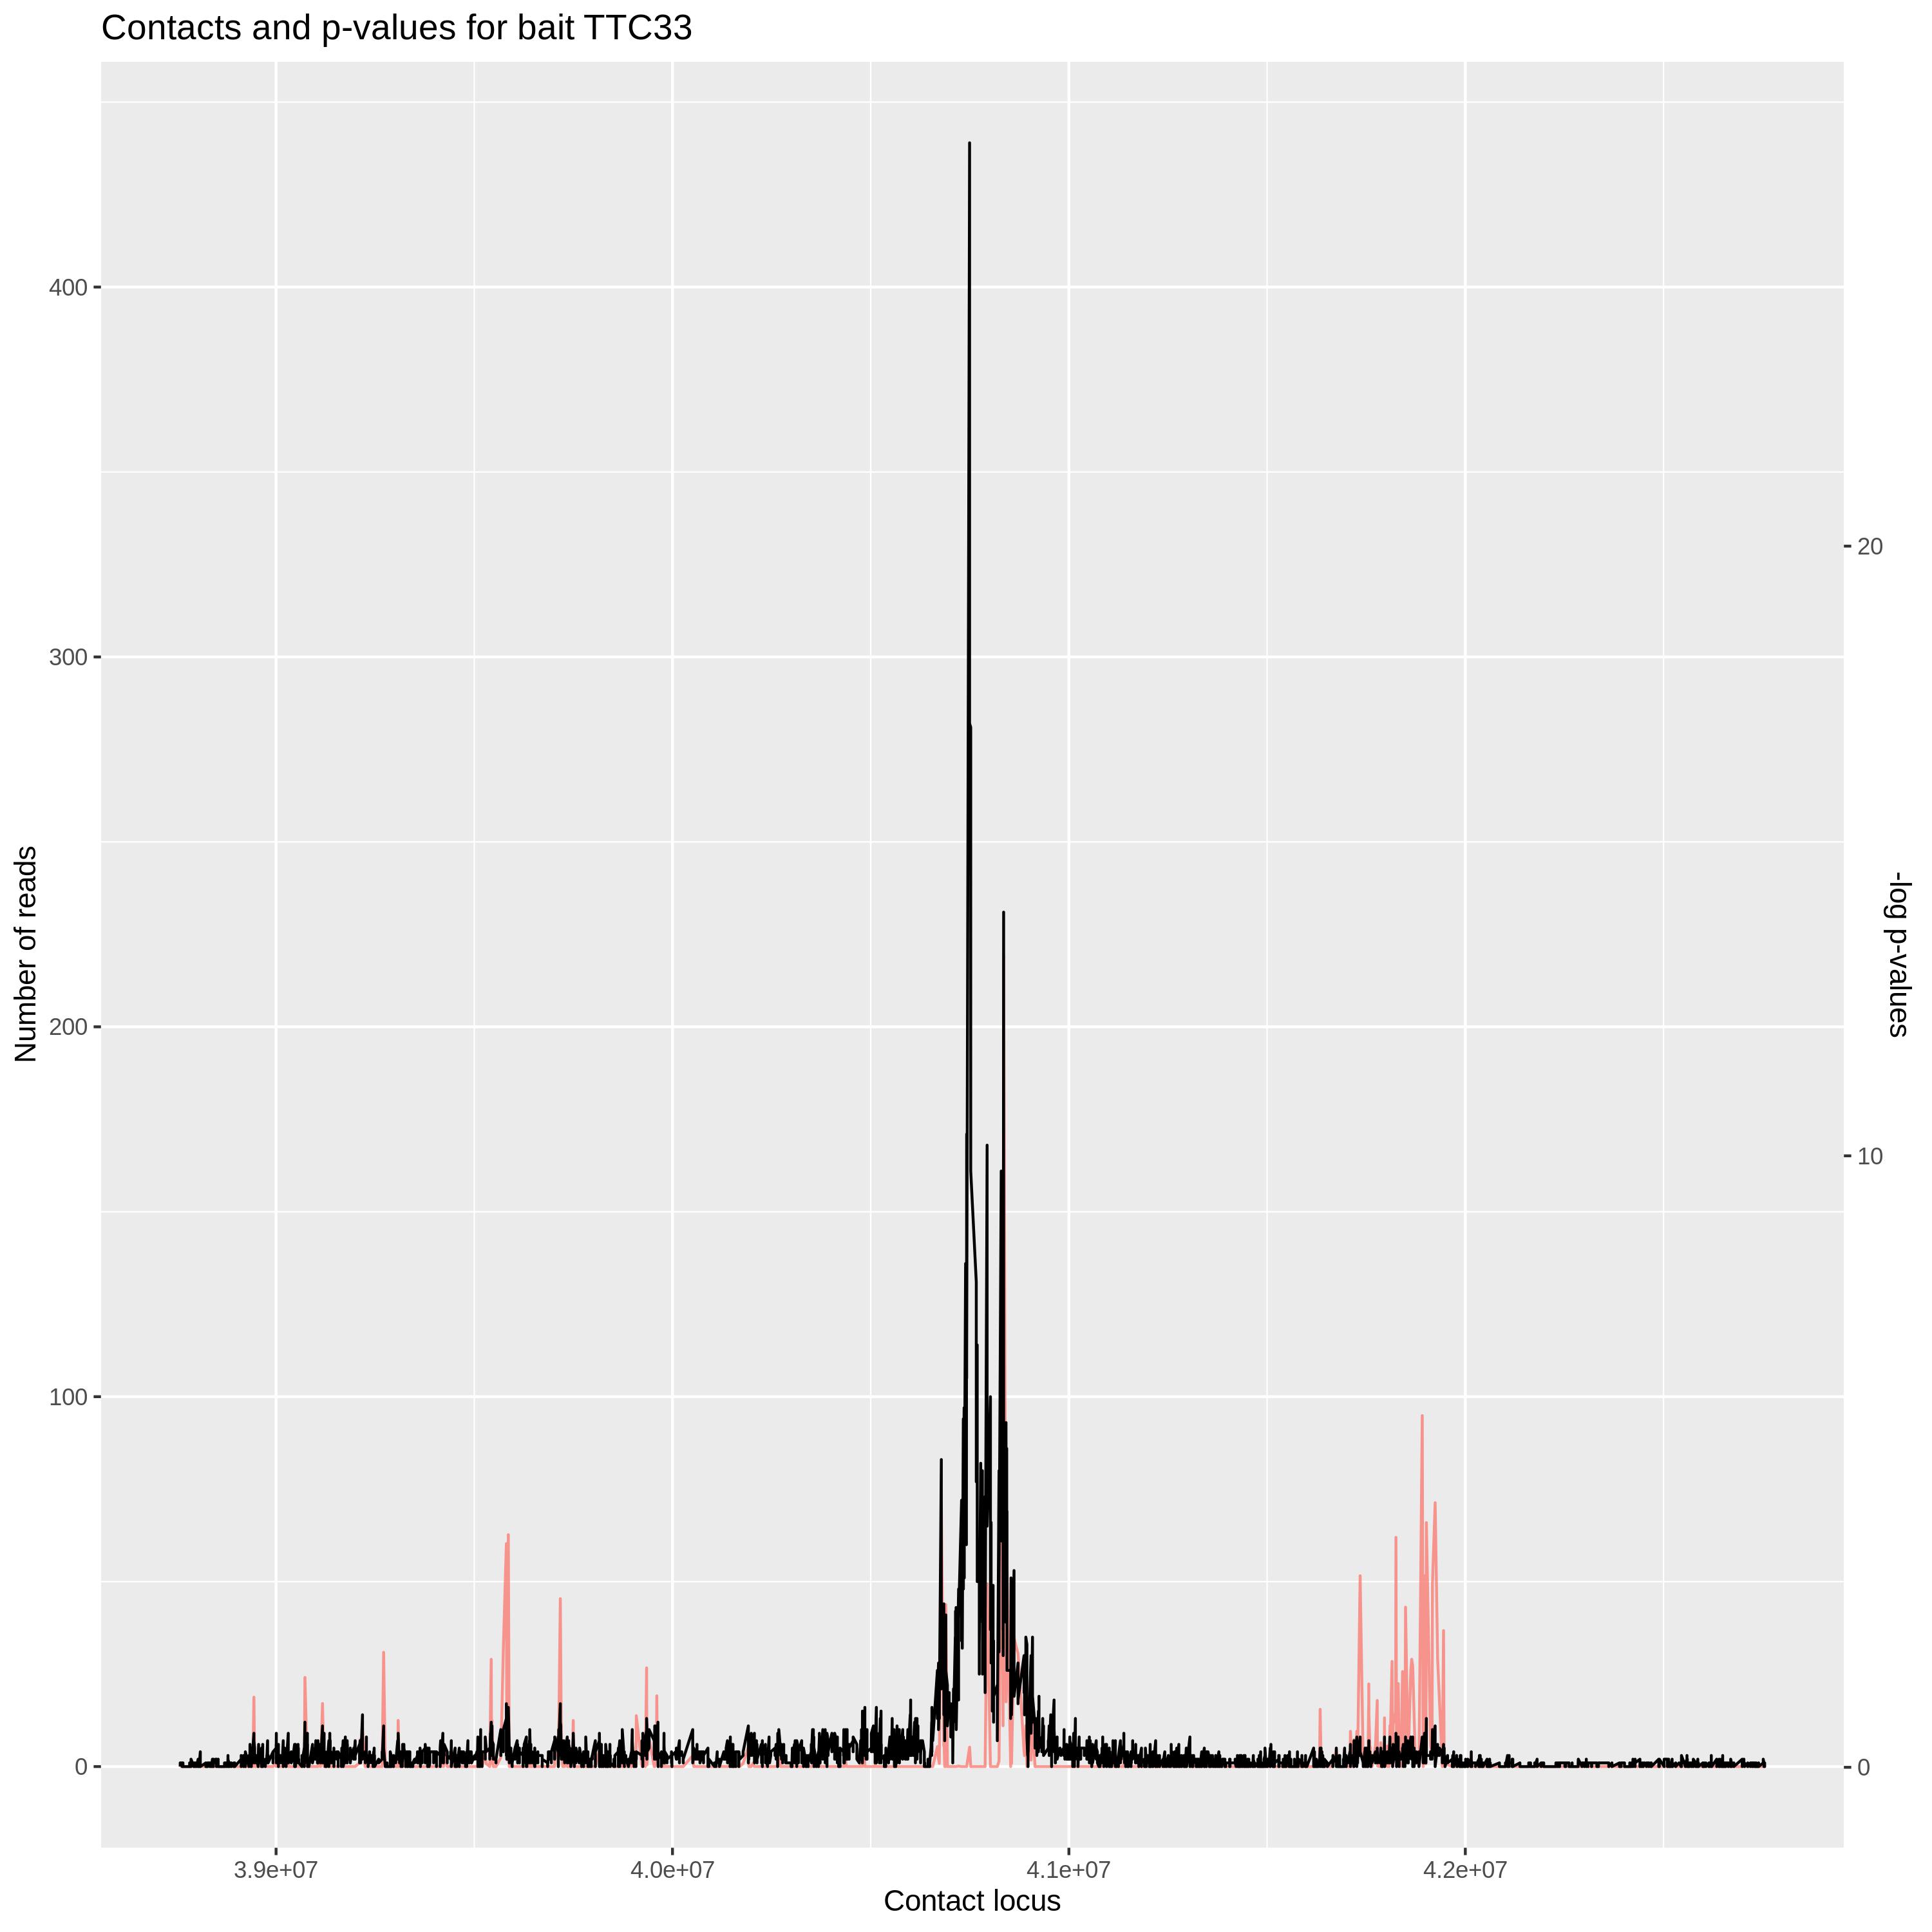 Contacts and p-values for bait TTC33
400
300
200
100
0
Number of reads
20
10
0
-log p-values
3.9e+07
4.0e+07
4.1e+07
4.2e+07
Contact locus